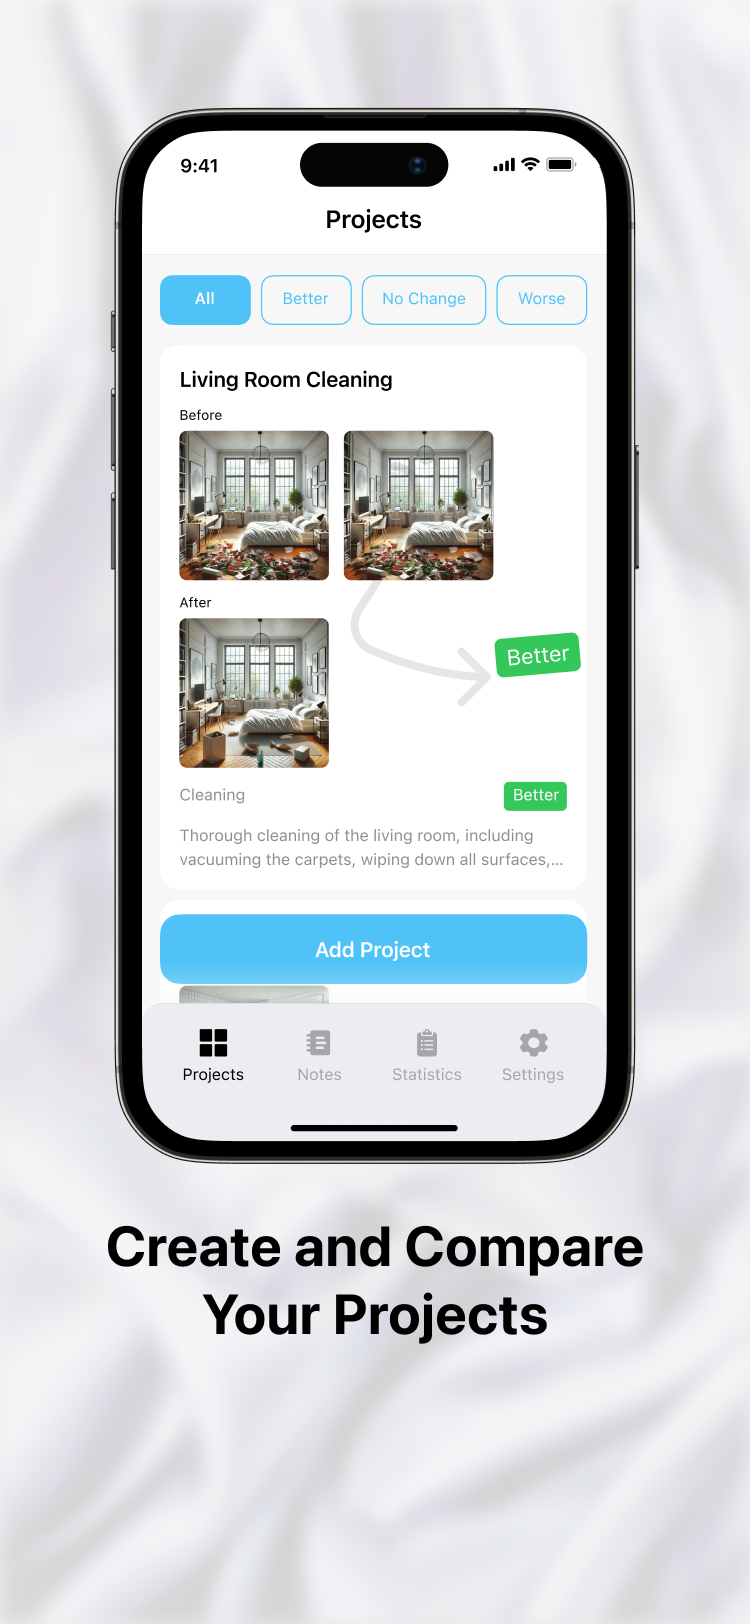 9:41
Projects
All
Better
No Change
Worse
Living Room Cleaning
Before
After
Better
Cleaning
Better
Thorough cleaning of the living room, including
vacuuming the carpets, wiping down all surfaces,...
Add Project
Projects
Notes
Statistics
Settings
Create and Compare
Your Projects